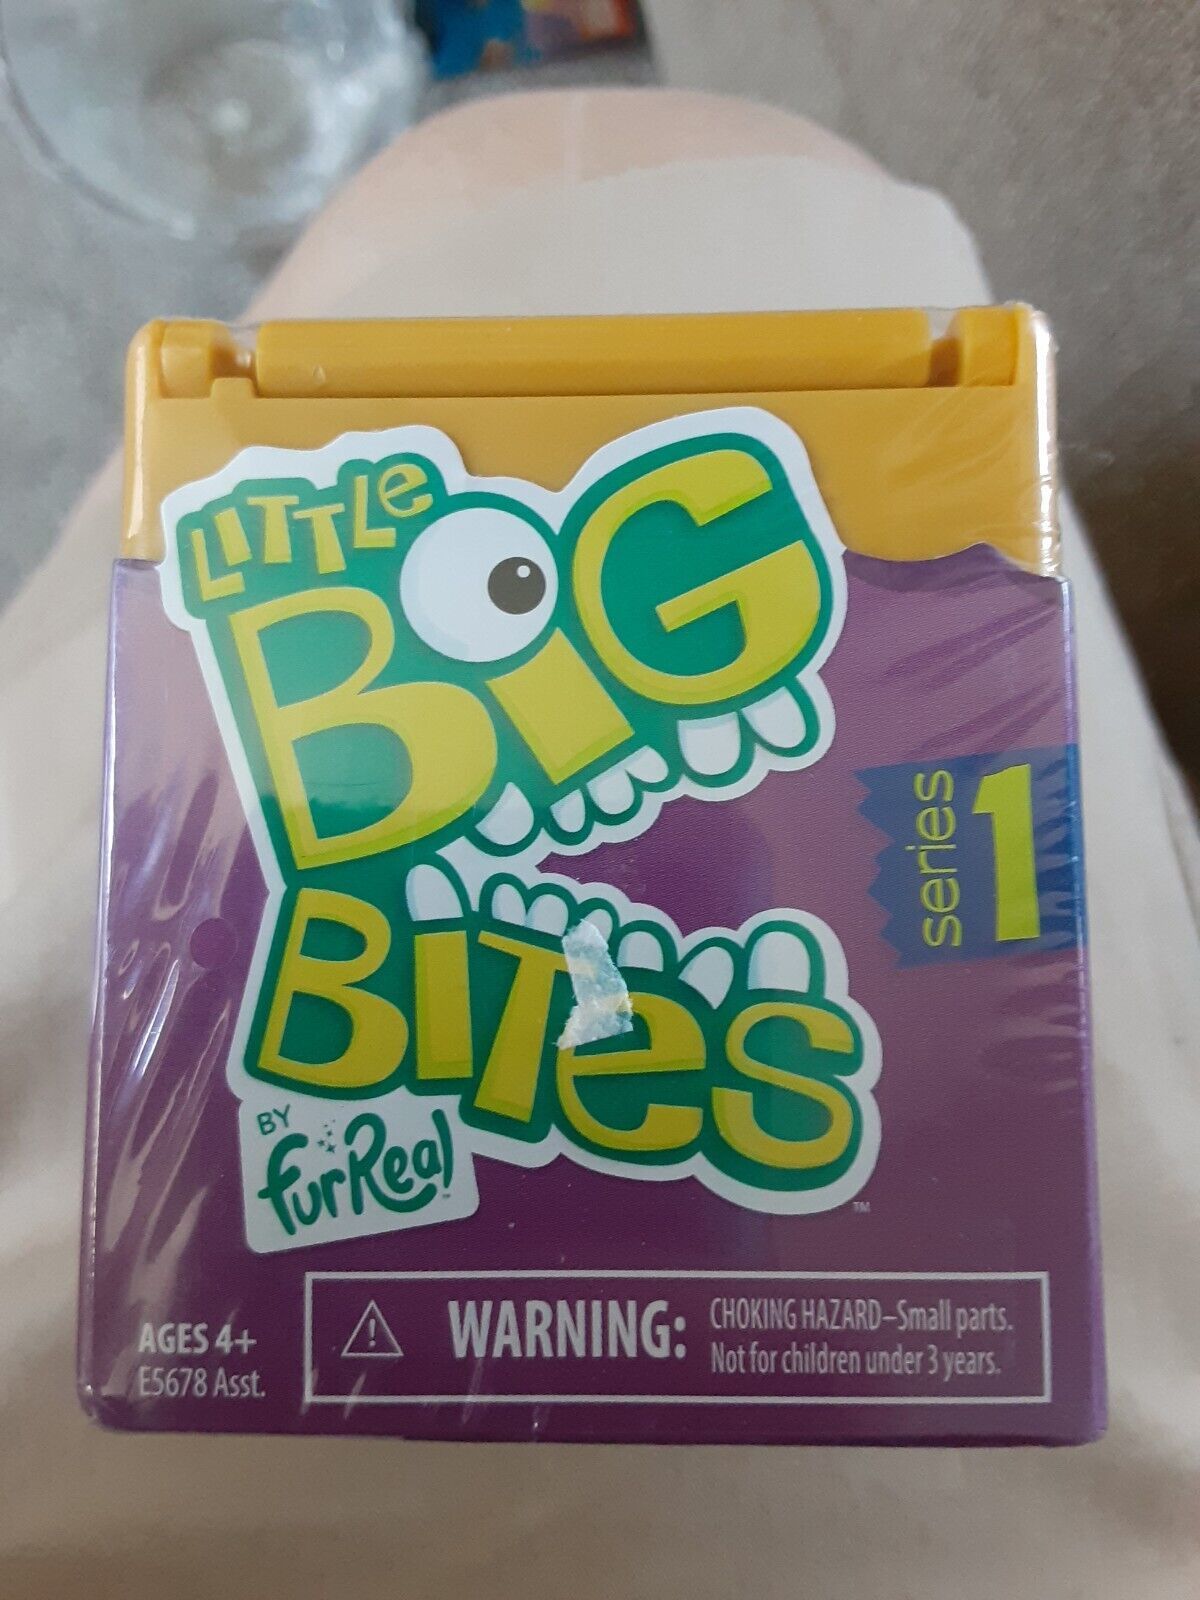 LITTLe
BiG
BiTes
™
BY
furReal
™
series 1
AGES 4+
E5678 Asst.
WARNING:
CHOKING HAZARD–Small parts.
Not for children under 3 years.